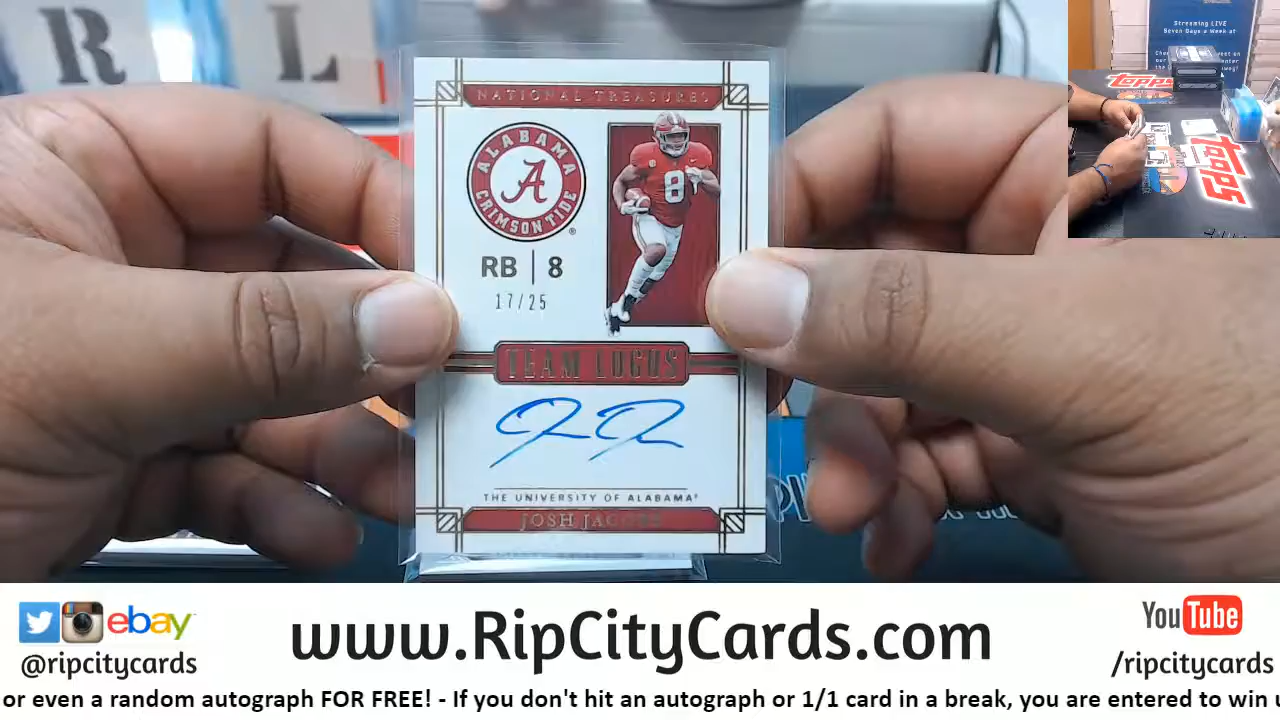 R L
NATIONAL TREASURES
ALABAMA
A
CRIMSON TIDE
8
RB | 8
17/25
TEAM LOGOS
THE UNIVERSITY OF ALABAMA
JOSH JACOBS
Streaming LIVE
Seven Days a Week at
topps
topps
ebay
@ripcitycards
www.RipCityCards.com
YouTube
/ripcitycards
or even a random autograph FOR FREE! - If you don't hit an autograph or 1/1 card in a break, you are entered to win